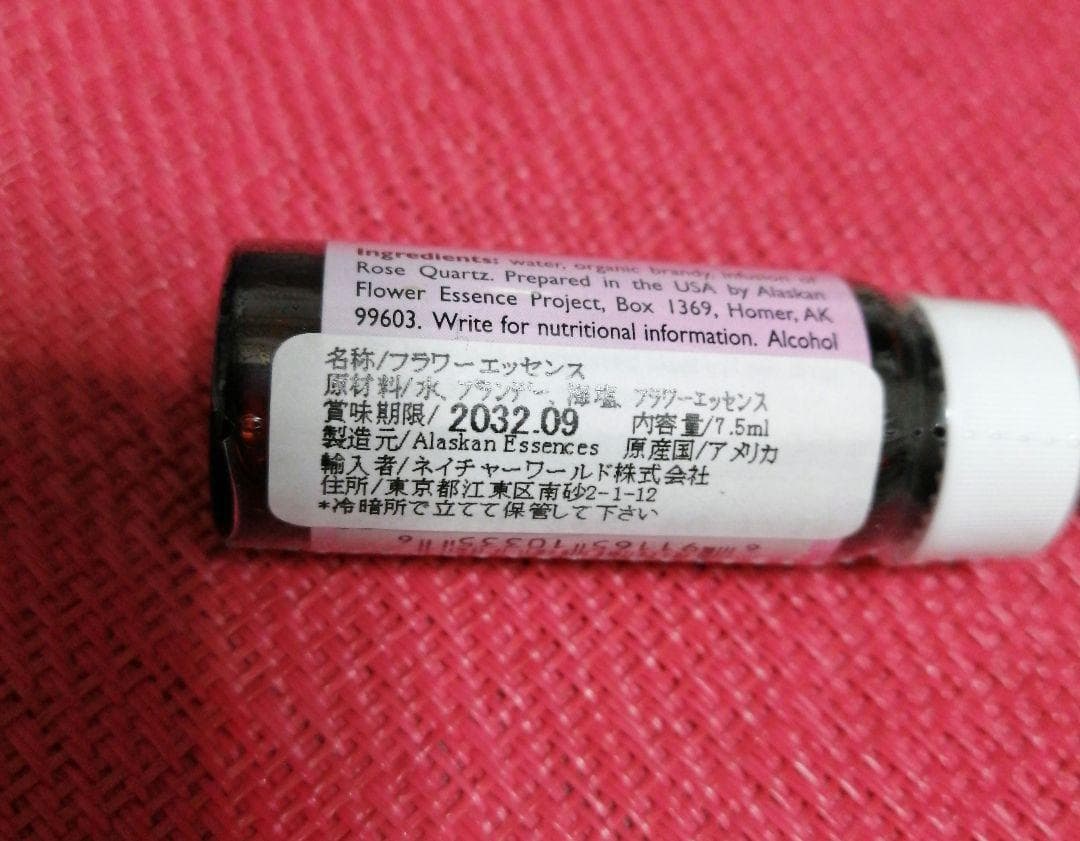 Ingredients: water, organic brandy, infusion of
Rose Quartz. Prepared in the USA by Alaskan
Flower Essence Project, Box 1369, Homer, AK
99603. Write for nutritional information. Alcohol
名称/フラワーエッセンス
原材料/水、ブランデー、海塩、フラワーエッセンス
賞味期限/ 2032.09 内容量/7.5ml
製造元/Alaskan Essences 原産国/アメリカ
輸入者/ネイチャーワールド株式会社
住所/東京都江東区南砂2-1-12
*冷暗所で立てて保管して下さい